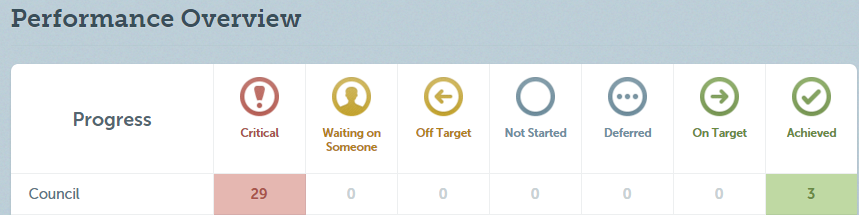 Performance Overview
Progress
Critical
Waiting on
Someone
Off Target
Not Started
Deferred
On Target
Achieved
Council 29 0 0 0 0 0 3